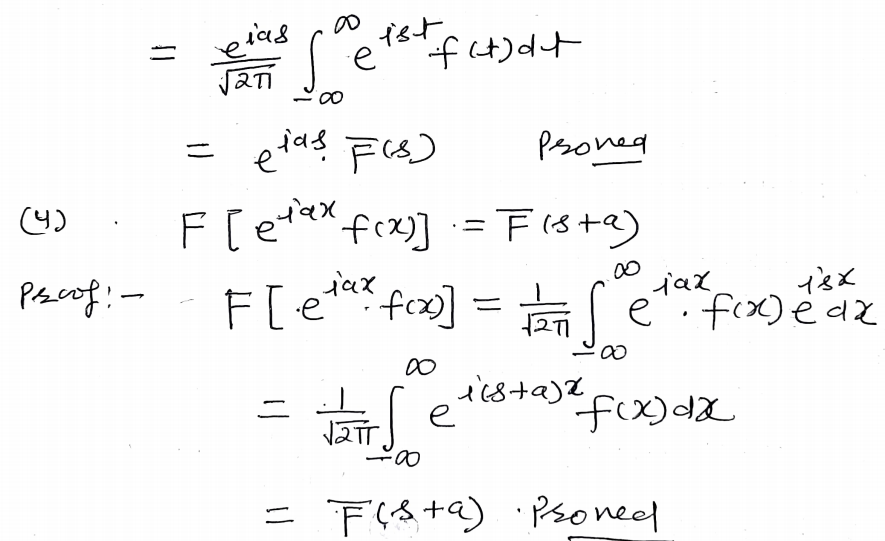 = e^{ias}/√2π ∫_{-∞}^{∞} e^{ist} f(t) dt
= e^{ias}. F̅(s) Proved
(4) . F[e^{iax} f(x)] = F̅(s+a)
Proof:- F[e^{iax}. f(x)] = 1/√2π ∫_{-∞}^{∞} e^{iax}. f(x) e^{isx} dx
= 1/√2π ∫_{-∞}^{∞} e^{i(s+a)x} f(x) dx
= F̅(s+a) . Proved